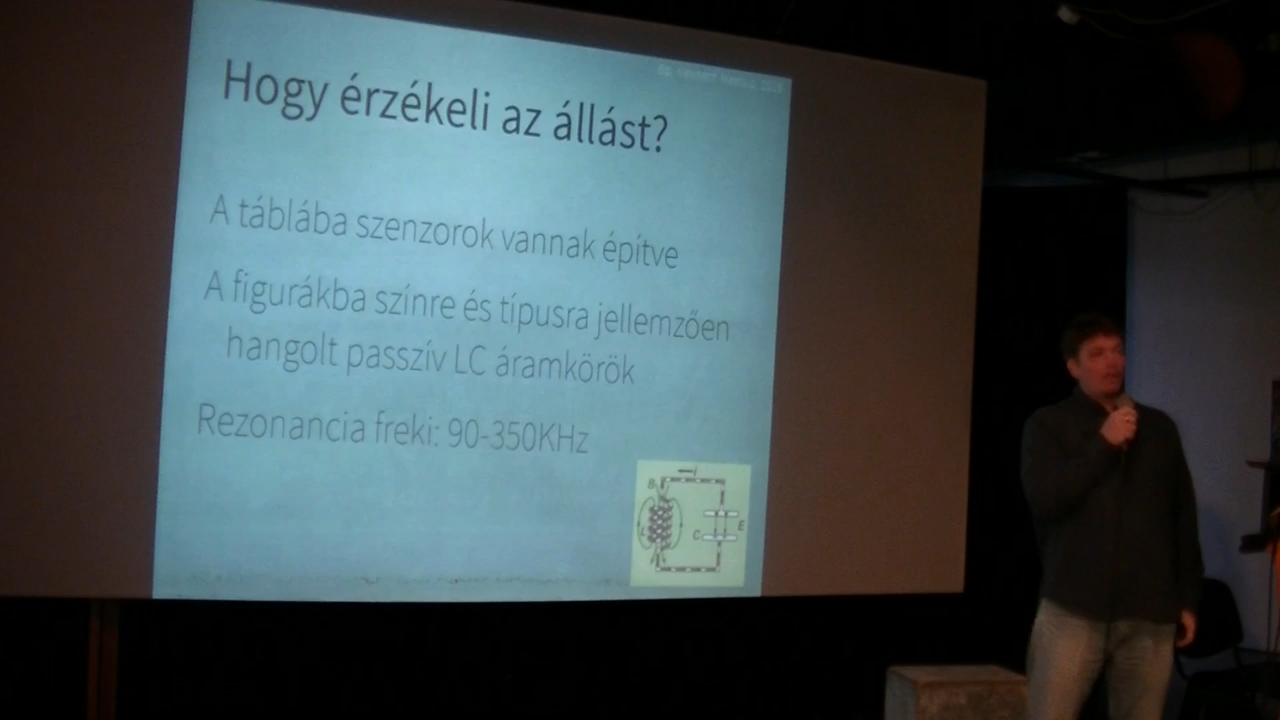 Hogy érzékeli az állást?
A táblába szenzorok vannak építve
A figurákba színre és típusra jellemzően
hangolt passzív LC áramkörök
Rezonancia freki: 90-350KHz
B
i
L
C
E